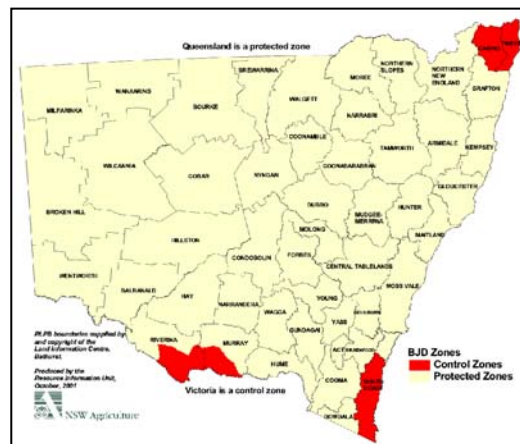 Queensland is a protected zone
CASINO
TWEED
NORTHERN
SLOPES
MOREE
BREWARRINA
NORTHERN
NEW
ENGLAND
WANAARING
BOURKE
WALGETT
GRAFTON
MILPARINKA
NARRABRI
COONAMBLE
ARMIDALE
TAMWORTH
KEMPSEY
WILCANNIA
COBAR
NYNGAN
COONABARABRAN
GLOUCESTER
BROKEN HILL
DUBBO
MUDGEE-
MERRIWA
HUNTER
MAITLAND
MOLONG
HILLSTON
CONDOBOLIN
FORBES
CENTRAL TABLELANDS
WENTWORTH
MOSS VALE
BALRANALD
HAY
NARRANDERA
YOUNG
WAGGA
YASS
GUNDAGAI
RIVERINA
MURRAY
HUME
ACT
COOMA
BOMBALA
RLPB boundaries supplied by
and copyright of the
Land Information Centre,
Bathurst.
Produced by the
Resource Information Unit,
October, 2001
NSW Agriculture
Victoria is a control zone
BJD Zones
Control Zones
Protected Zones